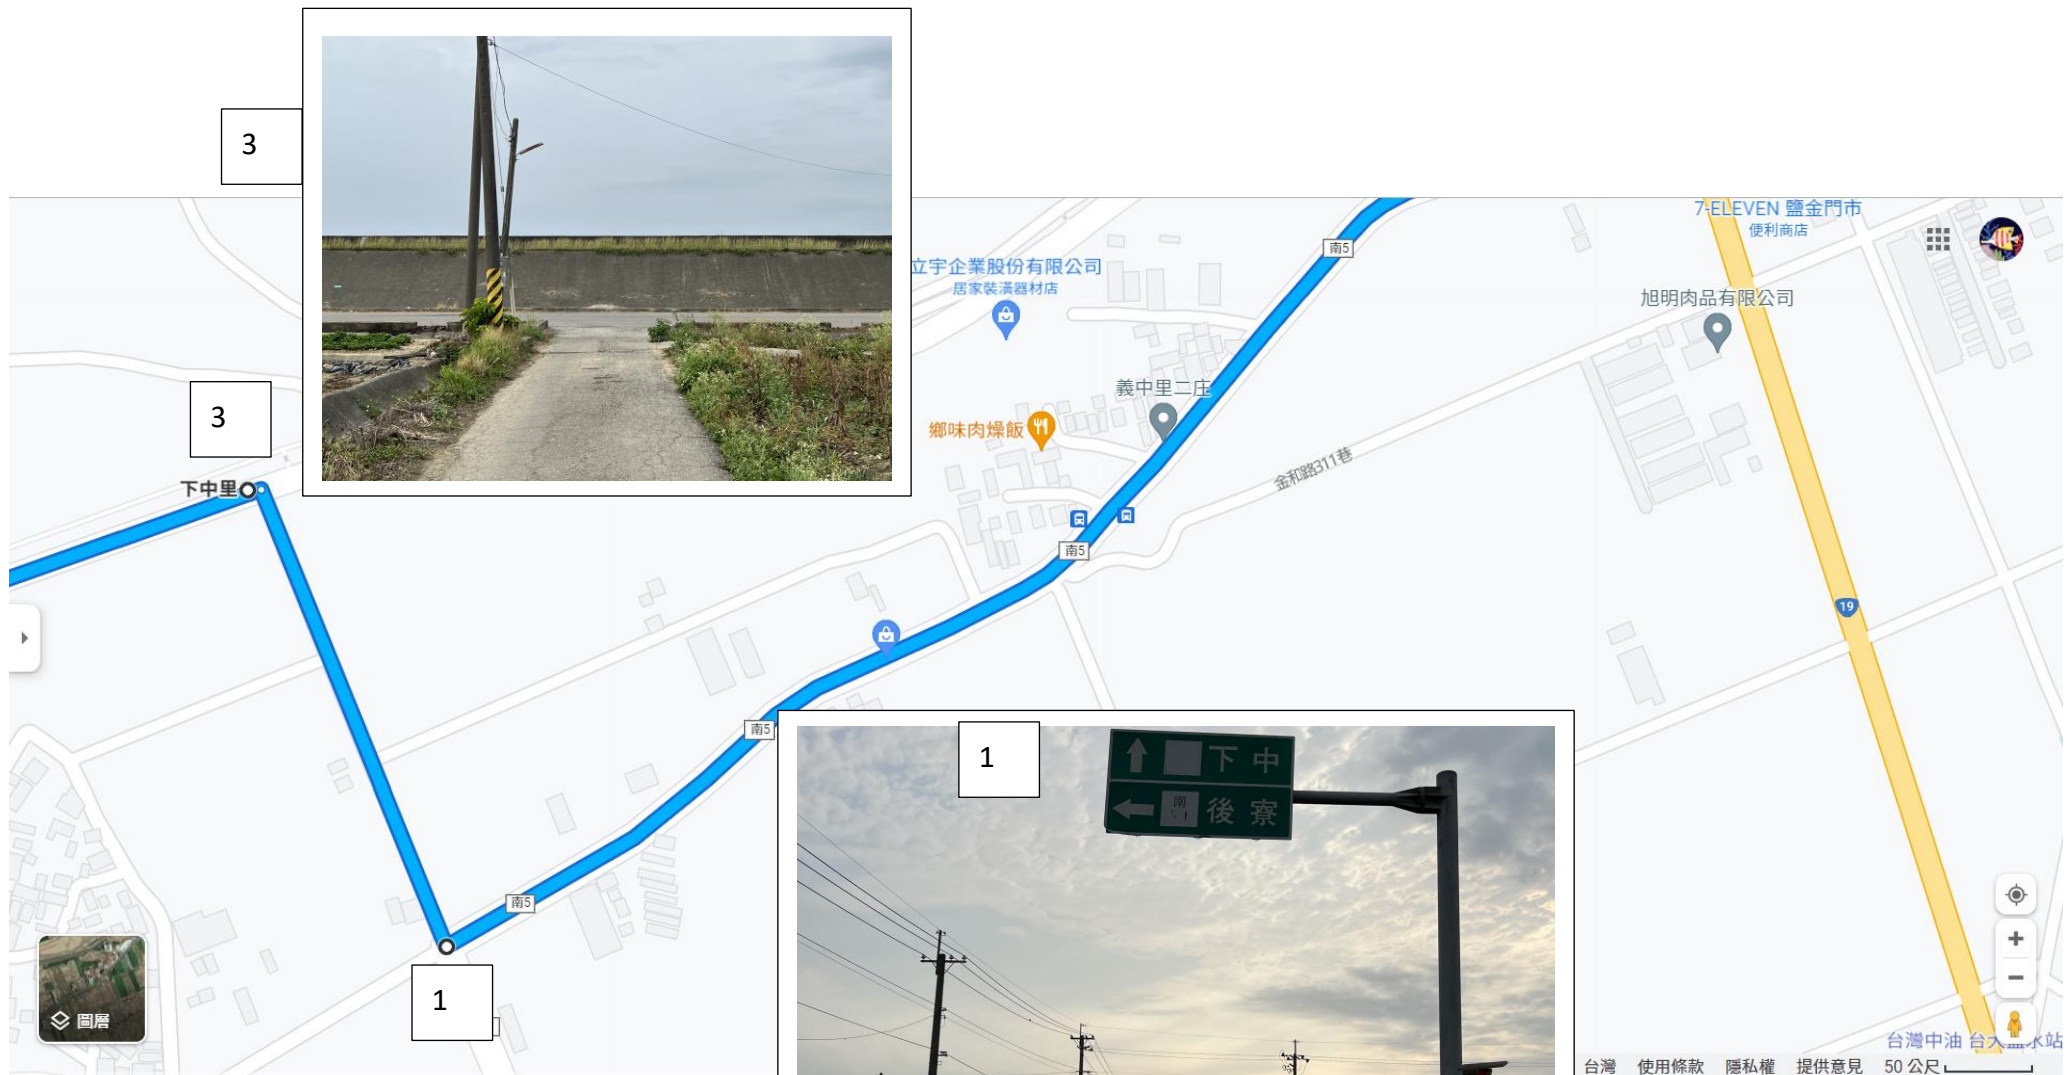 3
7-ELEVEN 鹽金門市
便利商店
南5
立宇企業股份有限公司
居家裝潢器材店
旭明肉品有限公司
義中里二庄
3
鄉味肉燥飯
金和路311巷
下中里
南5
19
南5
1
下中
南
後寮
南5
1
圖層
台灣中油
台灣 使用條款 隱私權 提供意見 50 公尺